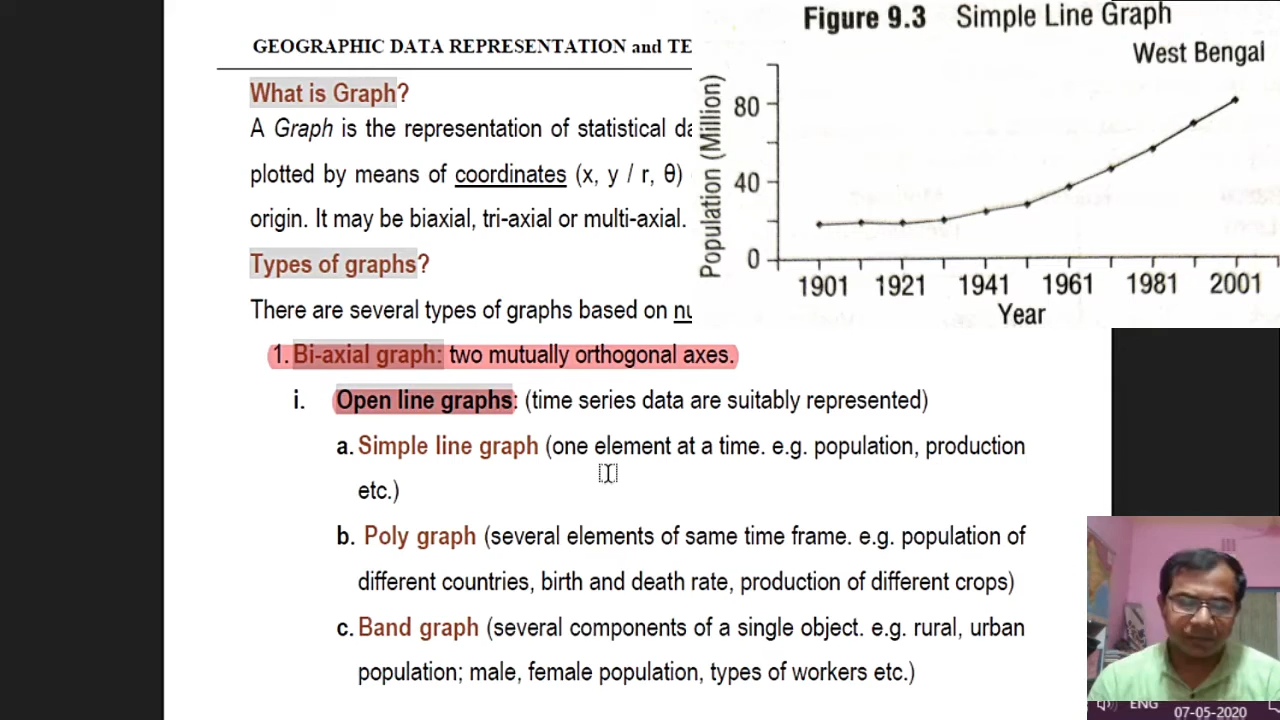 GEOGRAPHIC DATA REPRESENTATION and TE
What is Graph?
A Graph is the representation of statistical da
plotted by means of coordinates (x, y / r, θ)
origin. It may be biaxial, tri-axial or multi-axial.
Types of graphs?
There are several types of graphs based on nu
1. Bi-axial graph: two mutually orthogonal axes.
i. Open line graphs: (time series data are suitably represented)
a. Simple line graph (one element at a time. e.g. population, production
etc.)
b. Poly graph (several elements of same time frame. e.g. population of
different countries, birth and death rate, production of different crops)
c. Band graph (several components of a single object. e.g. rural, urban
population; male, female population, types of workers etc.)
Figure 9.3 Simple Line Graph
West Bengal
Population (Million)
80
40
0
1901 1921 1941 1961 1981 2001
Year
ENG
07-05-2020